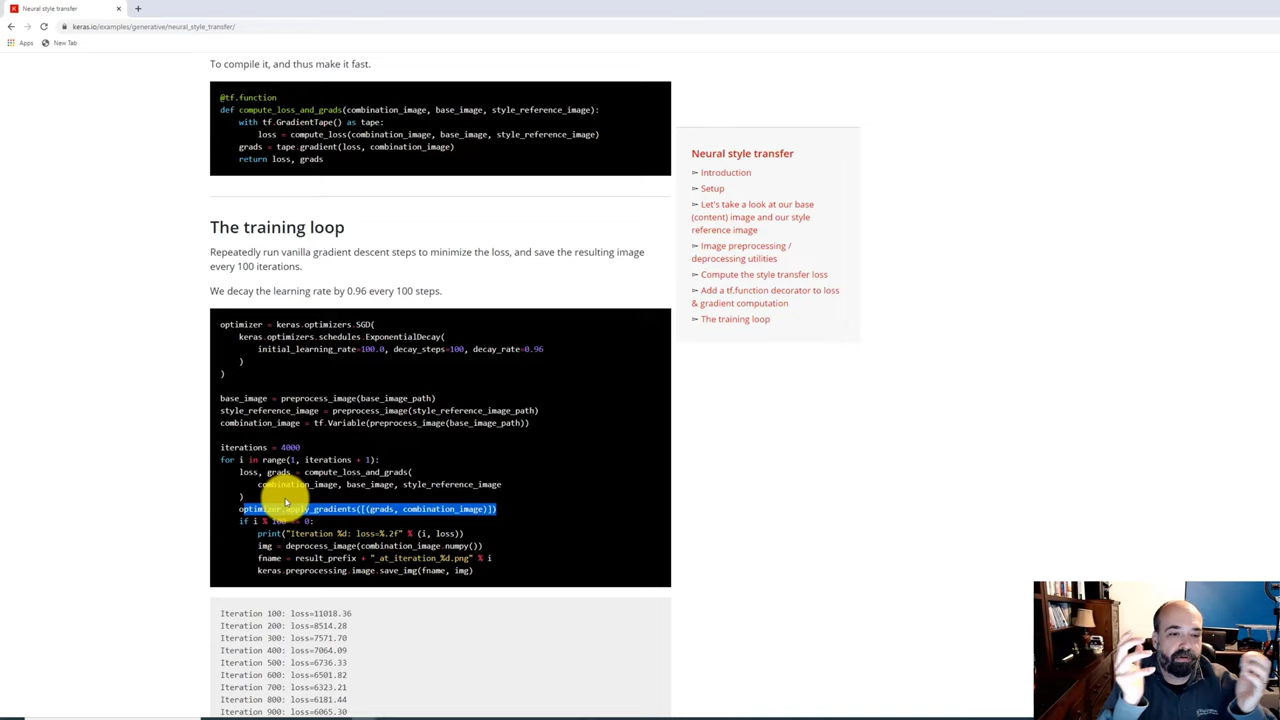 Neural style transfer
keras.io/examples/generative/neural_style_transfer/
Apps
New Tab
To compile it, and thus make it fast.
@tf.function
def compute_loss_and_grads(combination_image, base_image, style_reference_image):
with tf.GradientTape() as tape:
loss = compute_loss(combination_image, base_image, style_reference_image)
grads = tape.gradient(loss, combination_image)
return loss, grads
The training loop
Repeatedly run vanilla gradient descent steps to minimize the loss, and save the resulting image
every 100 iterations.
We decay the learning rate by 0.96 every 100 steps.
optimizer = keras.optimizers.SGD(
keras.optimizers.schedules.ExponentialDecay(
initial_learning_rate=100.0, decay_steps=100, decay_rate=0.96
)
)
base_image = preprocess_image(base_image_path)
style_reference_image = preprocess_image(style_reference_image_path)
combination_image = tf.Variable(preprocess_image(base_image_path))
iterations = 4000
for i in range(1, iterations + 1):
loss, grads = compute_loss_and_grads(
combination_image, base_image, style_reference_image
)
optimizer.apply_gradients([(grads, combination_image)])
if i % 100 == 0:
print("Iteration %d: loss=%.2f" % (i, loss))
img = deprocess_image(combination_image.numpy())
fname = result_prefix + "_at_iteration_%d.png" % i
keras.preprocessing.image.save_img(fname, img)
Iteration 100: loss=11018.36
Iteration 200: loss=8514.28
Iteration 300: loss=7571.70
Iteration 400: loss=7064.09
Iteration 500: loss=6736.33
Iteration 600: loss=6501.82
Iteration 700: loss=6323.21
Iteration 800: loss=6181.44
Iteration 900: loss=6065.30
Neural style transfer
► Introduction
► Setup
► Let's take a look at our base
(content) image and our style
reference image
► Image preprocessing /
deprocessing utilities
► Compute the style transfer loss
► Add a tf.function decorator to loss
& gradient computation
► The training loop